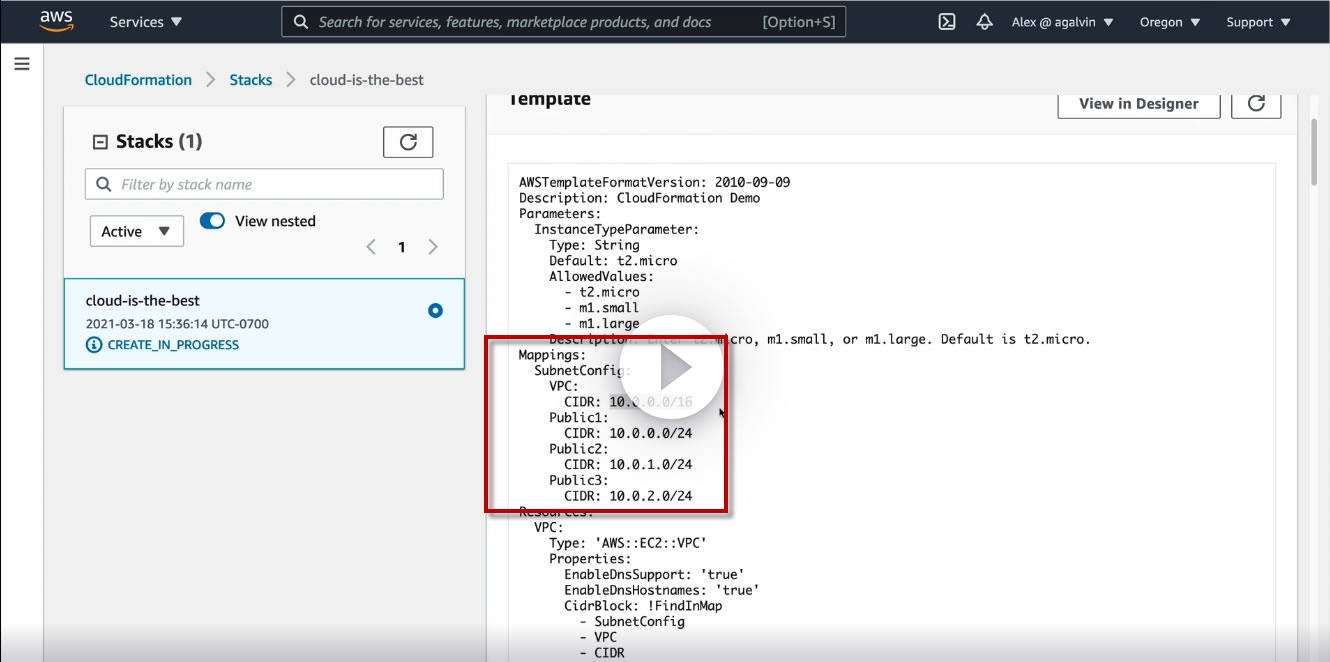 aws
Services
Search for services, features, marketplace products, and docs [Option+S]
Alex @ agalvin
Oregon
Support
CloudFormation
Stacks
cloud-is-the-best
Stacks (1)
Filter by stack name
Active
View nested
1
cloud-is-the-best
2021-03-18 15:36:14 UTC-0700
CREATE_IN_PROGRESS
Template
View in Designer
AWSTemplateFormatVersion: 2010-09-09
Description: CloudFormation Demo
Parameters:
InstanceTypeParameter:
Type: String
Default: t2.micro
AllowedValues:
- t2.micro
- m1.small
- m1.large
Description: Enter t2.micro, m1.small, or m1.large. Default is t2.micro.
Mappings:
SubnetConfig:
VPC:
CIDR: 10.0.0.0/16
Public1:
CIDR: 10.0.0.0/24
Public2:
CIDR: 10.0.1.0/24
Public3:
CIDR: 10.0.2.0/24
Resources:
VPC:
Type: 'AWS::EC2::VPC'
Properties:
EnableDnsSupport: 'true'
EnableDnsHostnames: 'true'
CidrBlock: !FindInMap
- SubnetConfig
- VPC
- CIDR